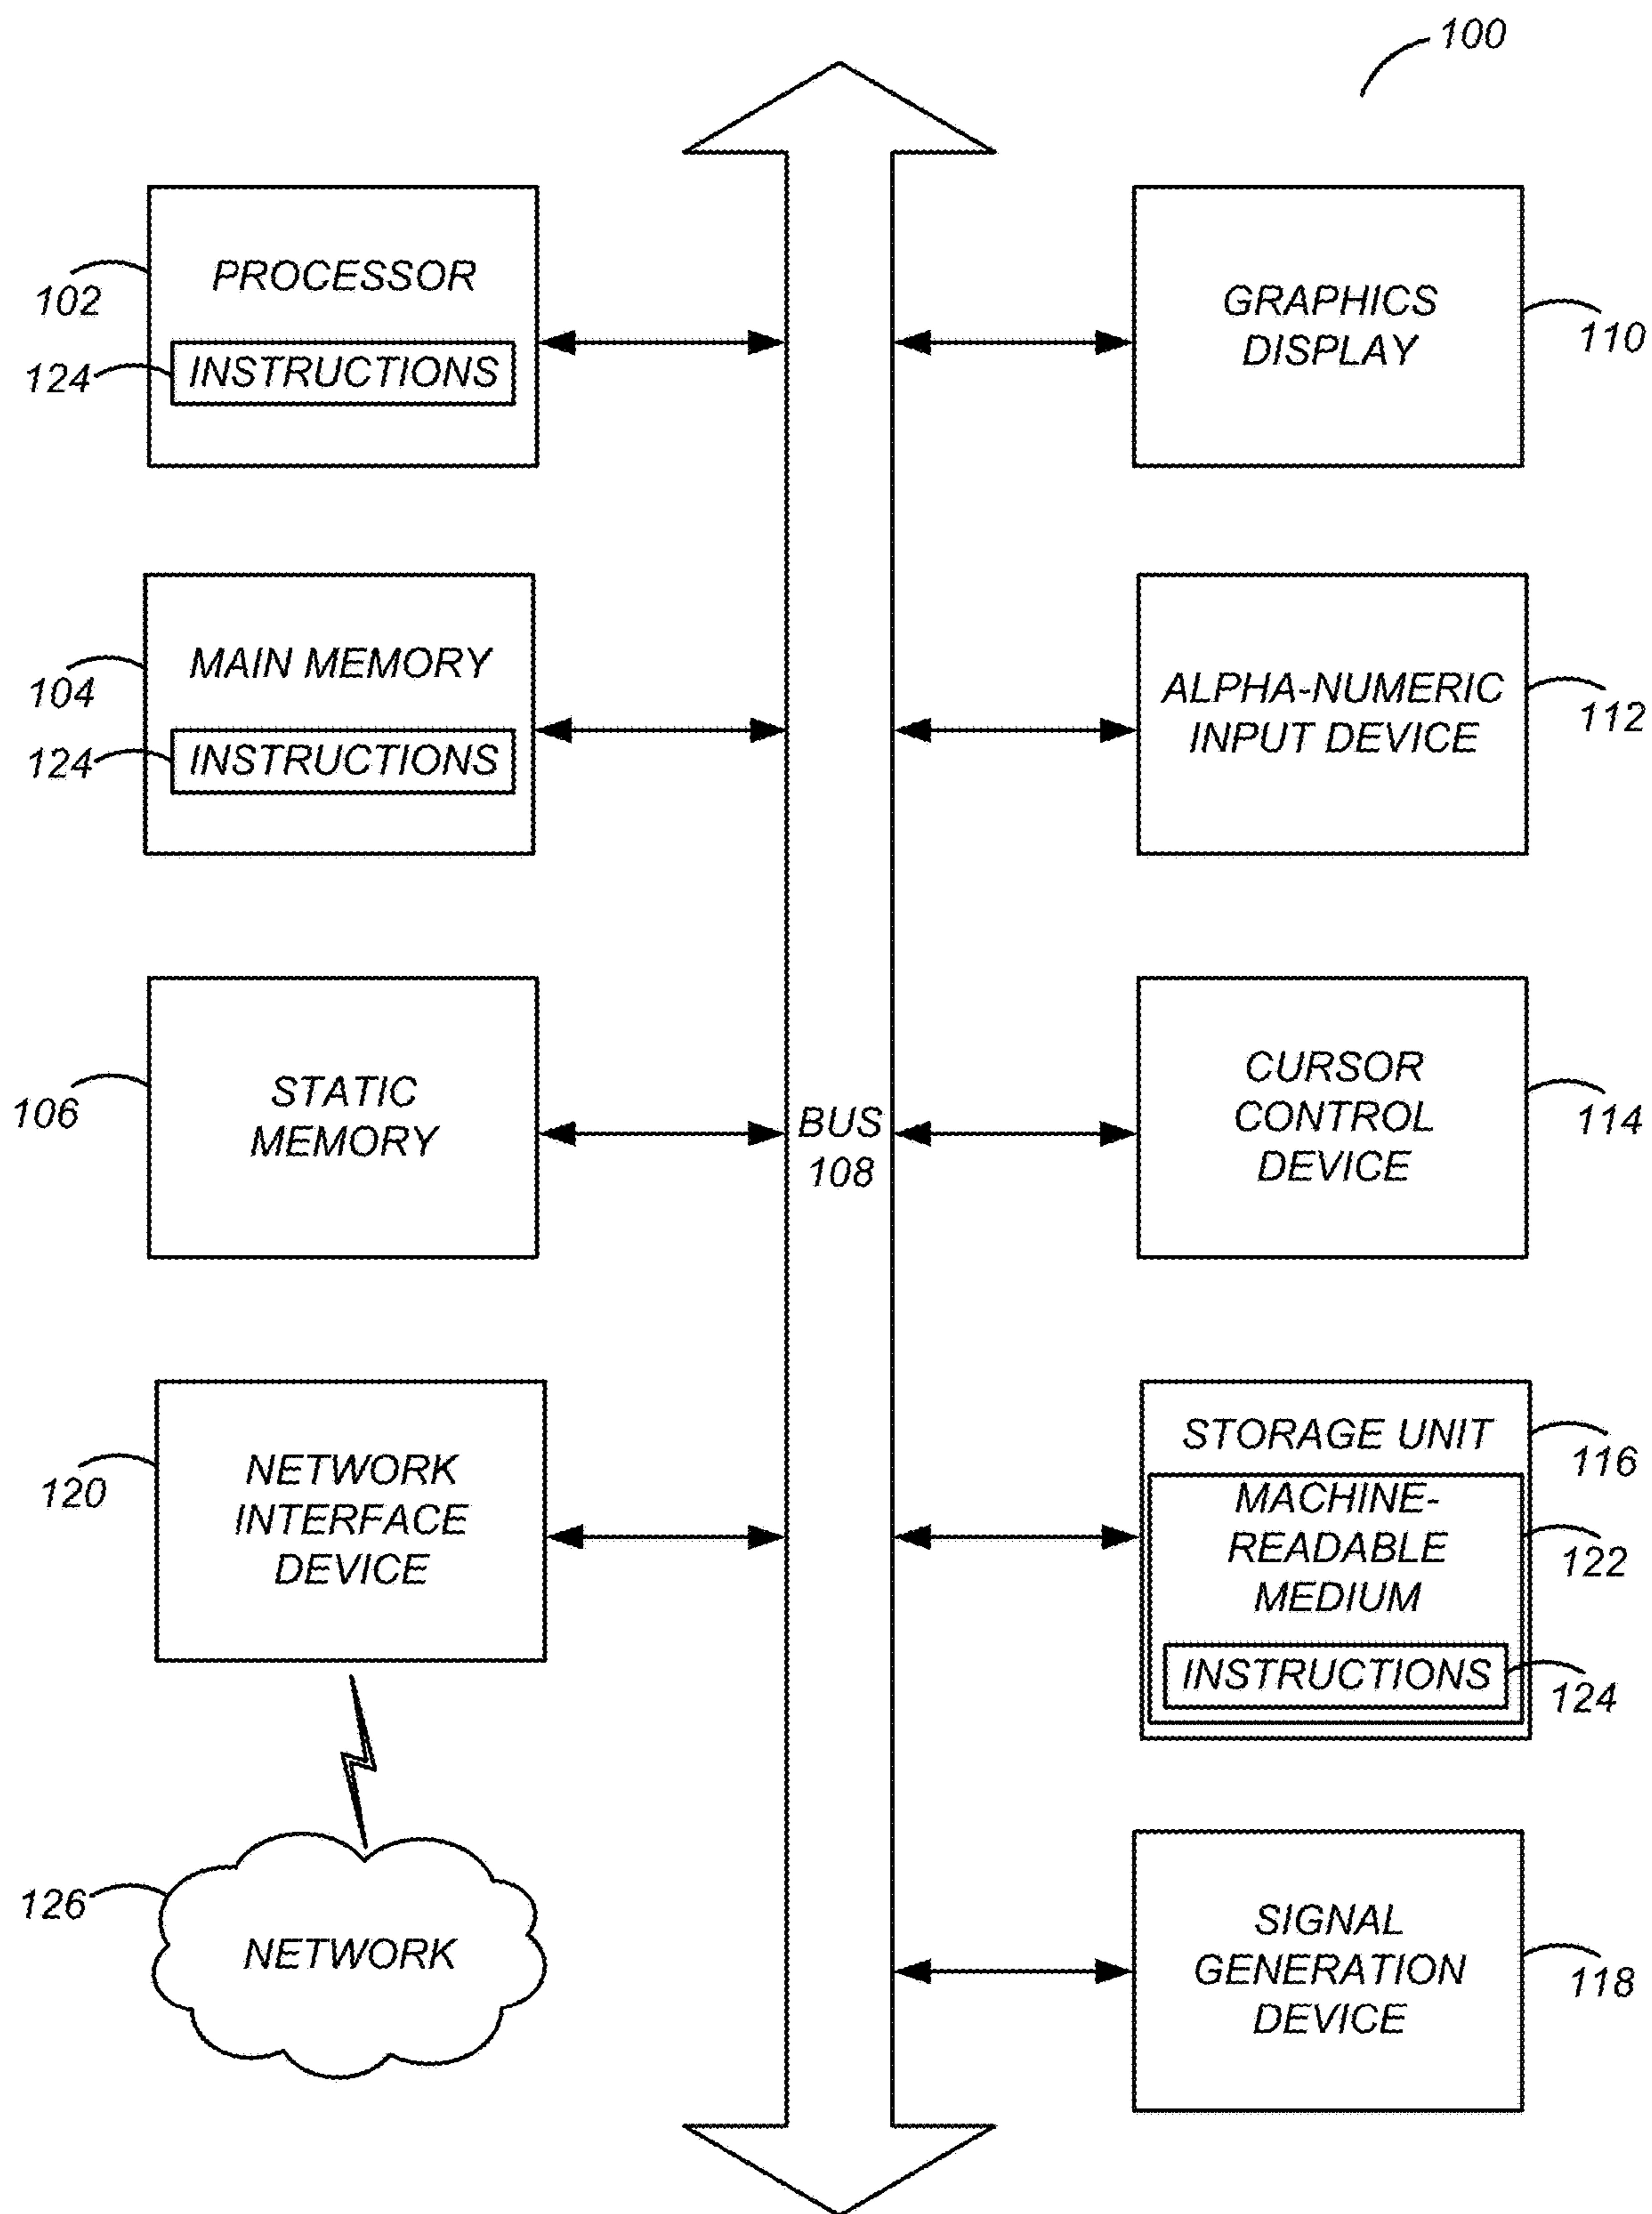 100
PROCESSOR
102
INSTRUCTIONS
124
GRAPHICS
DISPLAY
110
MAIN MEMORY
104
INSTRUCTIONS
124
ALPHA-NUMERIC
INPUT DEVICE
112
STATIC
MEMORY
106
BUS
108
CURSOR
CONTROL
DEVICE
114
NETWORK
INTERFACE
DEVICE
120
STORAGE UNIT
116
MACHINE-
READABLE
MEDIUM
122
INSTRUCTIONS
124
126
NETWORK
SIGNAL
GENERATION
DEVICE
118